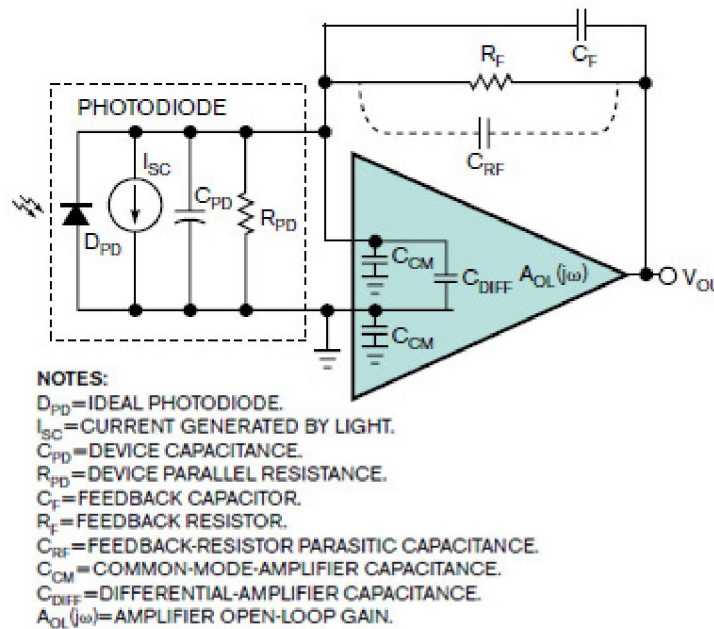 C_F
R_F
PHOTODIODE
C_RF
I_SC
C_PD
R_PD
D_PD
C_CM
C_DIFF
A_OL(jω)
V_OU
C_CM
NOTES:
D_PD=IDEAL PHOTODIODE.
I_SC=CURRENT GENERATED BY LIGHT.
C_PD=DEVICE CAPACITANCE.
R_PD=DEVICE PARALLEL RESISTANCE.
C_F=FEEDBACK CAPACITOR.
R_F=FEEDBACK RESISTOR.
C_RF=FEEDBACK-RESISTOR PARASITIC CAPACITANCE.
C_CM=COMMON-MODE-AMPLIFIER CAPACITANCE.
C_DIFF=DIFFERENTIAL-AMPLIFIER CAPACITANCE.
A_OL(jω)=AMPLIFIER OPEN-LOOP GAIN.